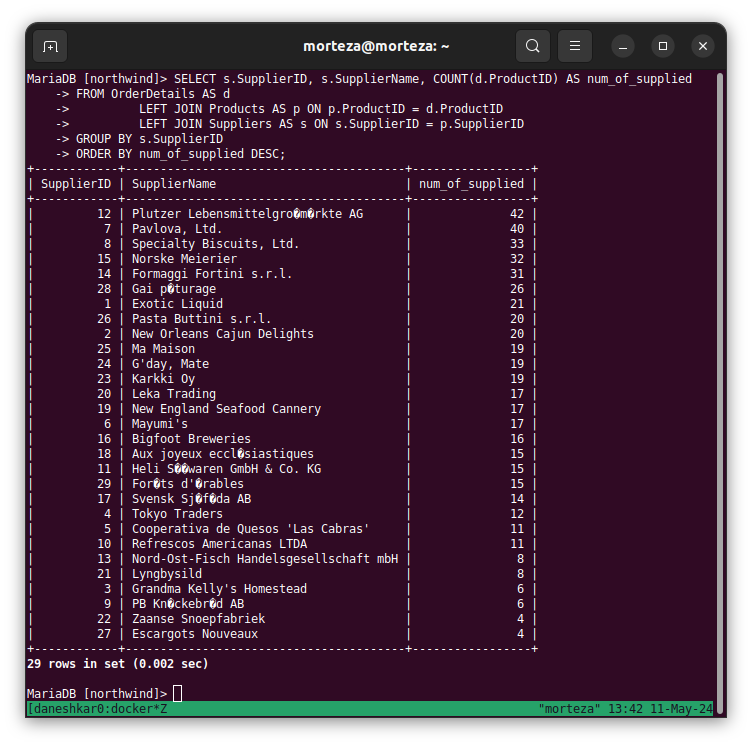 morteza@morteza: ~
MariaDB [northwind]> SELECT s.SupplierID, s.SupplierName, COUNT(d.ProductID) AS num_of_supplied
    -> FROM OrderDetails AS d
    ->          LEFT JOIN Products AS p ON p.ProductID = d.ProductID
    ->          LEFT JOIN Suppliers AS s ON s.SupplierID = p.SupplierID
    -> GROUP BY s.SupplierID
    -> ORDER BY num_of_supplied DESC;
+------------+----------------------------------------+-----------------+
| SupplierID | SupplierName                           | num_of_supplied |
+------------+----------------------------------------+-----------------+
|         12 | Plutzer Lebensmittelgro�m�rkte AG      |              42 |
|          7 | Pavlova, Ltd.                          |              40 |
|          8 | Specialty Biscuits, Ltd.               |              33 |
|         15 | Norske Meierier                        |              32 |
|         14 | Formaggi Fortini s.r.l.                |              31 |
|         28 | Gai p�turage                           |              26 |
|          1 | Exotic Liquid                          |              21 |
|         26 | Pasta Buttini s.r.l.                   |              20 |
|          2 | New Orleans Cajun Delights             |              20 |
|         25 | Ma Maison                              |              19 |
|         24 | G'day, Mate                            |              19 |
|         23 | Karkki Oy                              |              19 |
|         20 | Leka Trading                           |              17 |
|         19 | New England Seafood Cannery            |              17 |
|          6 | Mayumi's                               |              17 |
|         16 | Bigfoot Breweries                      |              16 |
|         18 | Aux joyeux eccl�siastiques             |              15 |
|         11 | Heli S��waren GmbH & Co. KG            |              15 |
|         29 | For�ts d'�rables                       |              15 |
|         17 | Svensk Sj�f�da AB                      |              14 |
|          4 | Tokyo Traders                          |              12 |
|          5 | Cooperativa de Quesos 'Las Cabras'     |              11 |
|         10 | Refrescos Americanas LTDA              |              11 |
|         13 | Nord-Ost-Fisch Handelsgesellschaft mbH |               8 |
|         21 | Lyngbysild                             |               8 |
|          3 | Grandma Kelly's Homestead              |               6 |
|          9 | PB Kn�ckebr�d AB                       |               6 |
|         22 | Zaanse Snoepfabriek                    |               4 |
|         27 | Escargots Nouveaux                     |               4 |
+------------+----------------------------------------+-----------------+
29 rows in set (0.002 sec)
MariaDB [northwind]>
[daneshkar0:docker*Z "morteza" 13:42 11-May-24